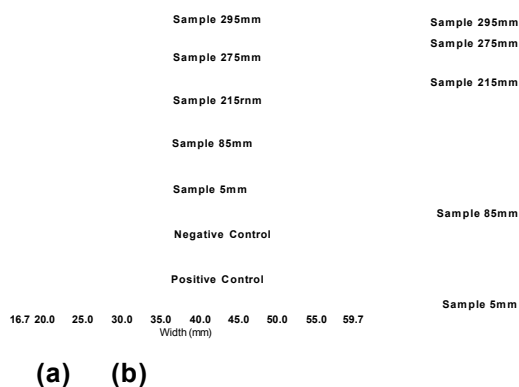 Sample 295mm
Sample 275mm
Sample 215rnm
Sample 85mm
Sample 5mm
Negative Control
Positive Control
16.7 20.0 25.0 30.0 35.0 40.0 45.0 50.0 55.0 59.7
Width (mm)
Sample 295mm
Sample 275mm
Sample 215mm
Sample 85mm
Sample 5mm
(a) (b)